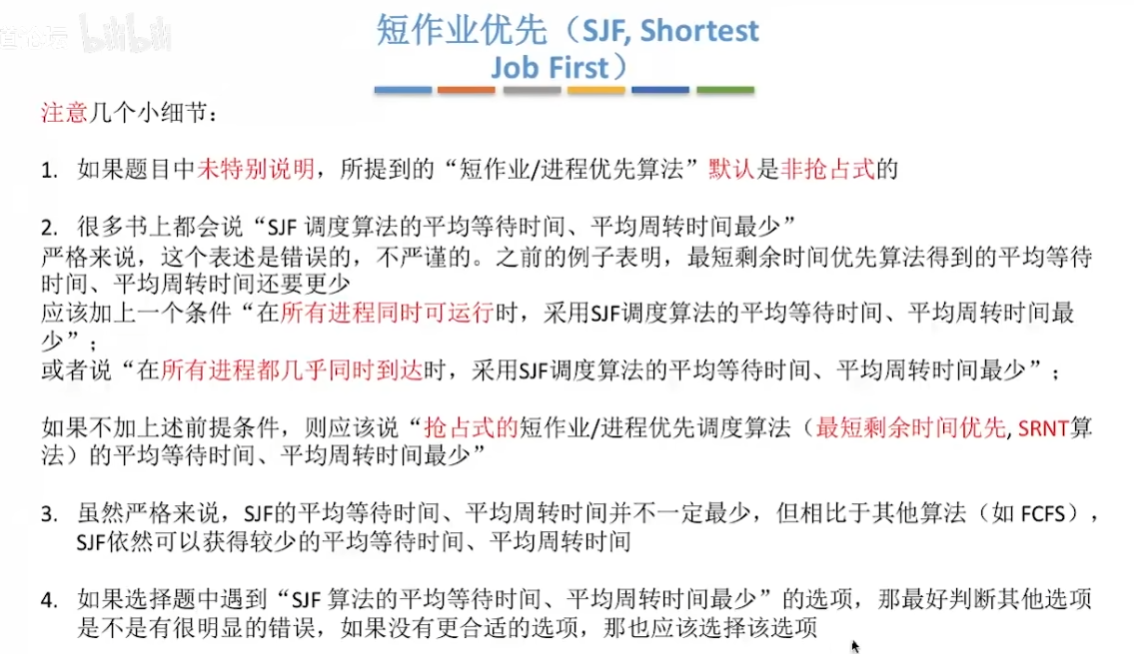 短作业优先（SJF, Shortest
Job First）
注意几个小细节：
1. 如果题目中未特别说明，所提到的“短作业/进程优先算法”默认是非抢占式的
2. 很多书上都会说“SJF 调度算法的平均等待时间、平均周转时间最少”
严格来说，这个表述是错误的，不严谨的。之前的例子表明，最短剩余时间优先算法得到的平均等待
时间、平均周转时间还要更少
应该加上一个条件“在所有进程同时可运行时，采用SJF调度算法的平均等待时间、平均周转时间最
少”；
或者说“在所有进程都几乎同时到达时，采用SJF调度算法的平均等待时间、平均周转时间最少”；
如果不加上述前提条件，则应该说“抢占式的短作业/进程优先调度算法（最短剩余时间优先, SRNT算
法）的平均等待时间、平均周转时间最少”
3. 虽然严格来说，SJF的平均等待时间、平均周转时间并不一定最少，但相比于其他算法（如 FCFS），
SJF依然可以获得较少的平均等待时间、平均周转时间
4. 如果选择题中遇到“SJF 算法的平均等待时间、平均周转时间最少”的选项，那最好判断其他选项
是不是有很明显的错误，如果没有更合适的选项，那也应该选择该选项